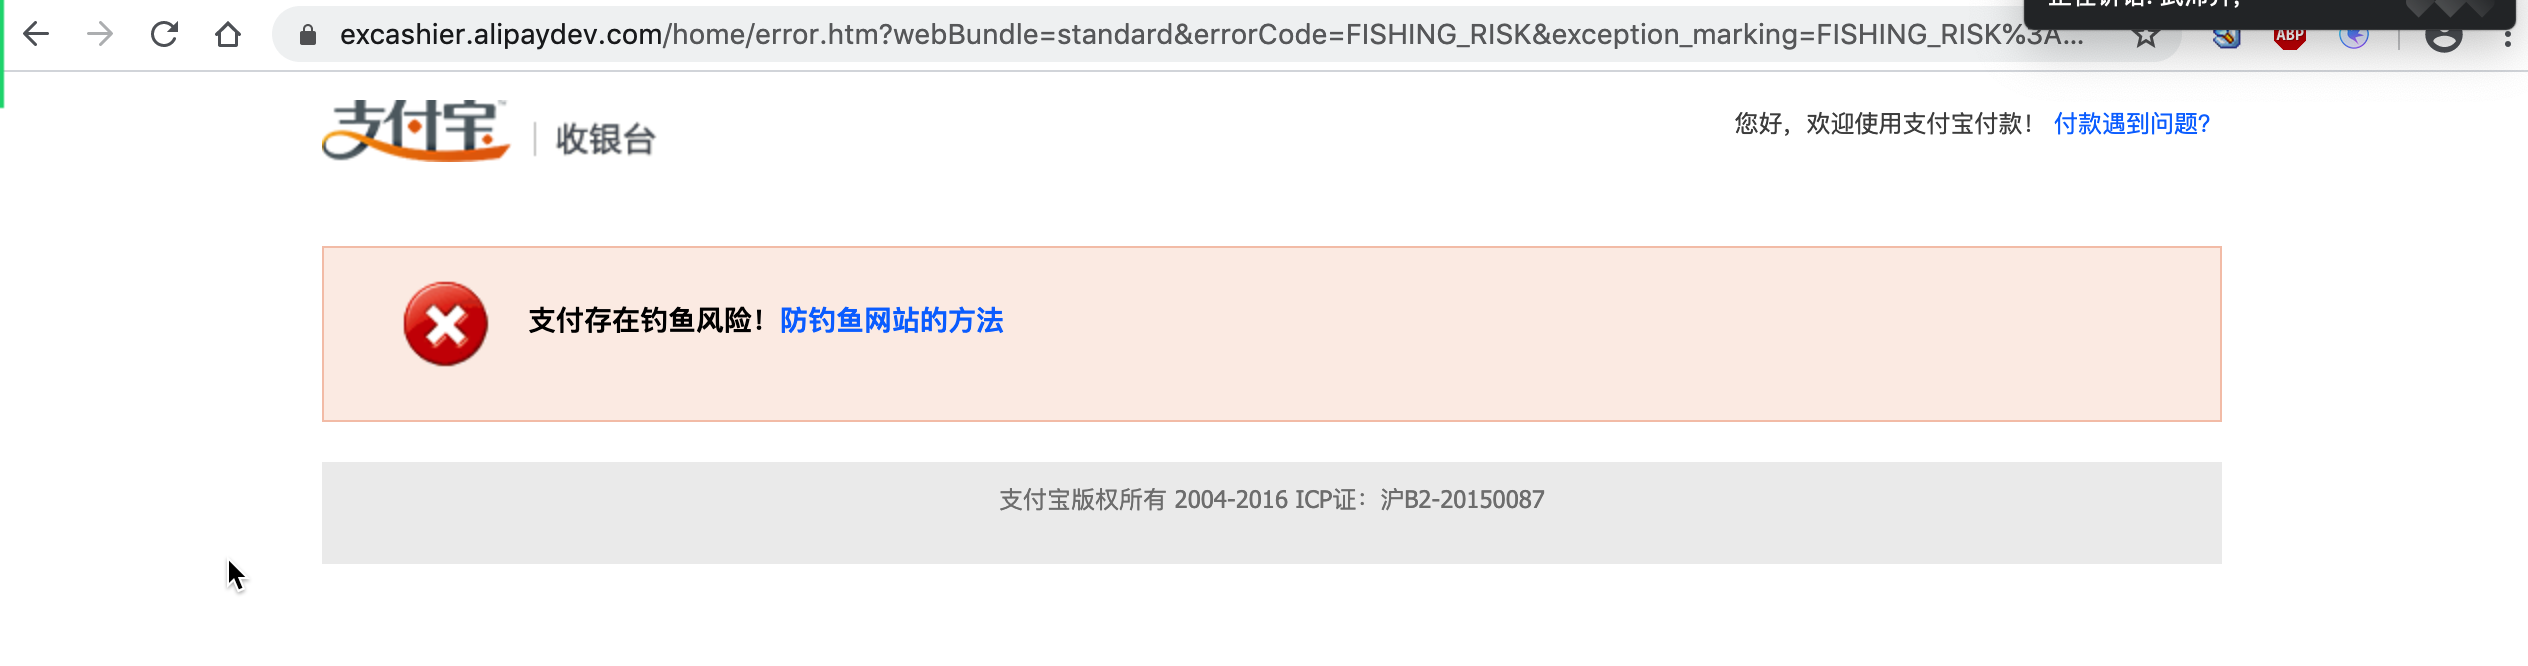 excashier.alipaydev.com/home/error.htm?webBundle=standard&errorCode=FISHING_RISK&exception_marking=FISHING_RISK%3A...
ABP
支付宝 | 收银台
您好，欢迎使用支付宝付款！ 付款遇到问题?
支付存在钓鱼风险！防钓鱼网站的方法
支付宝版权所有 2004-2016 ICP证：沪B2-20150087